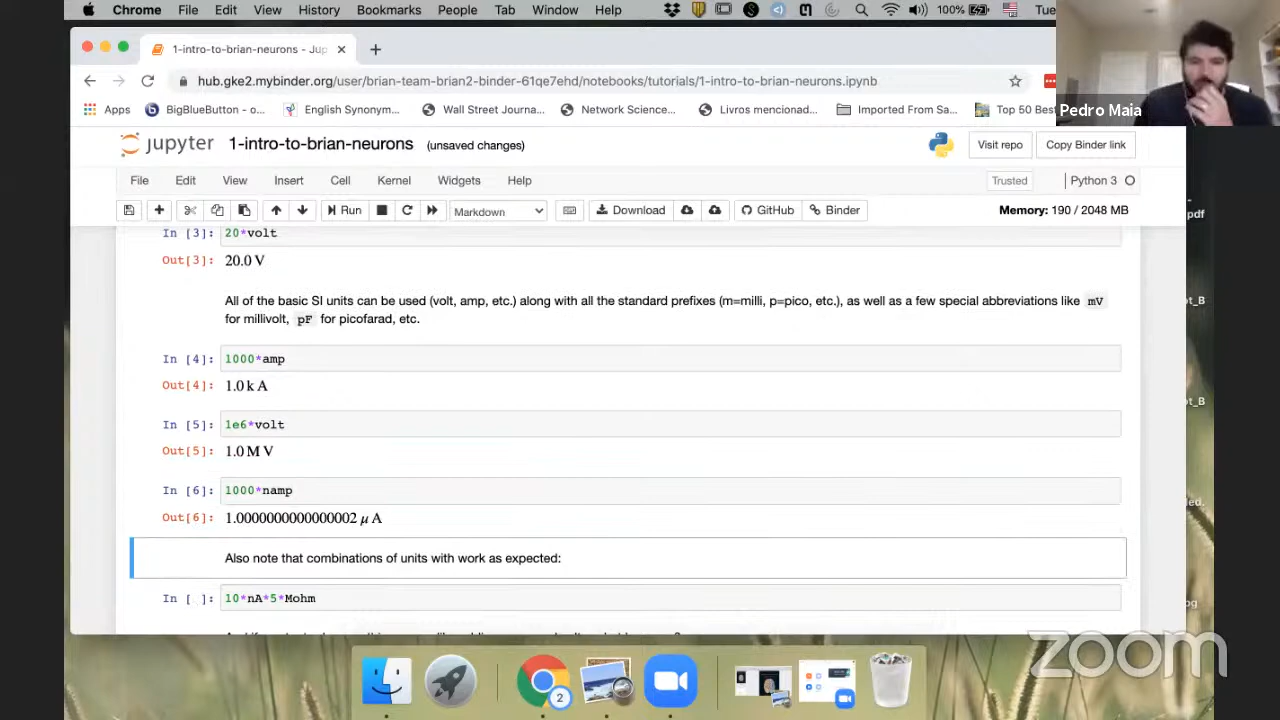 Chrome File Edit View History Bookmarks People Tab Window Help 100% Tue
1-intro-to-brian-neurons - Jup
hub.gke2.mybinder.org/user/brian-team-brian2-binder-61qe7ehd/notebooks/tutorials/1-intro-to-brian-neurons.ipynb
Apps BigBlueButton - o... English Synonym... Wall Street Journa... Network Science... Livros mencionad... Imported From Sa... Top 50 Best
Pedro Maia
jupyter 1-intro-to-brian-neurons (unsaved changes) Visit repo Copy Binder link
File Edit View Insert Cell Kernel Widgets Help Trusted Python 3
Run Markdown Download GitHub Binder Memory: 190 / 2048 MB
pdf
In [3]: 20*volt
Out[3]: 20.0 V
All of the basic SI units can be used (volt, amp, etc.) along with all the standard prefixes (m=milli, p=pico, etc.), as well as a few special abbreviations like mV
ot_B
for millivolt, pF for picofarad, etc.
In [4]: 1000*amp
Out[4]: 1.0 k A
ot_B
In [5]: 1e6*volt
Out[5]: 1.0 M V
In [6]: 1000*namp
led.
Out[6]: 1.0000000000000002 μ A
Also note that combinations of units with work as expected:
In [ ]: 10*nA*5*Mohm
og
zoom
2